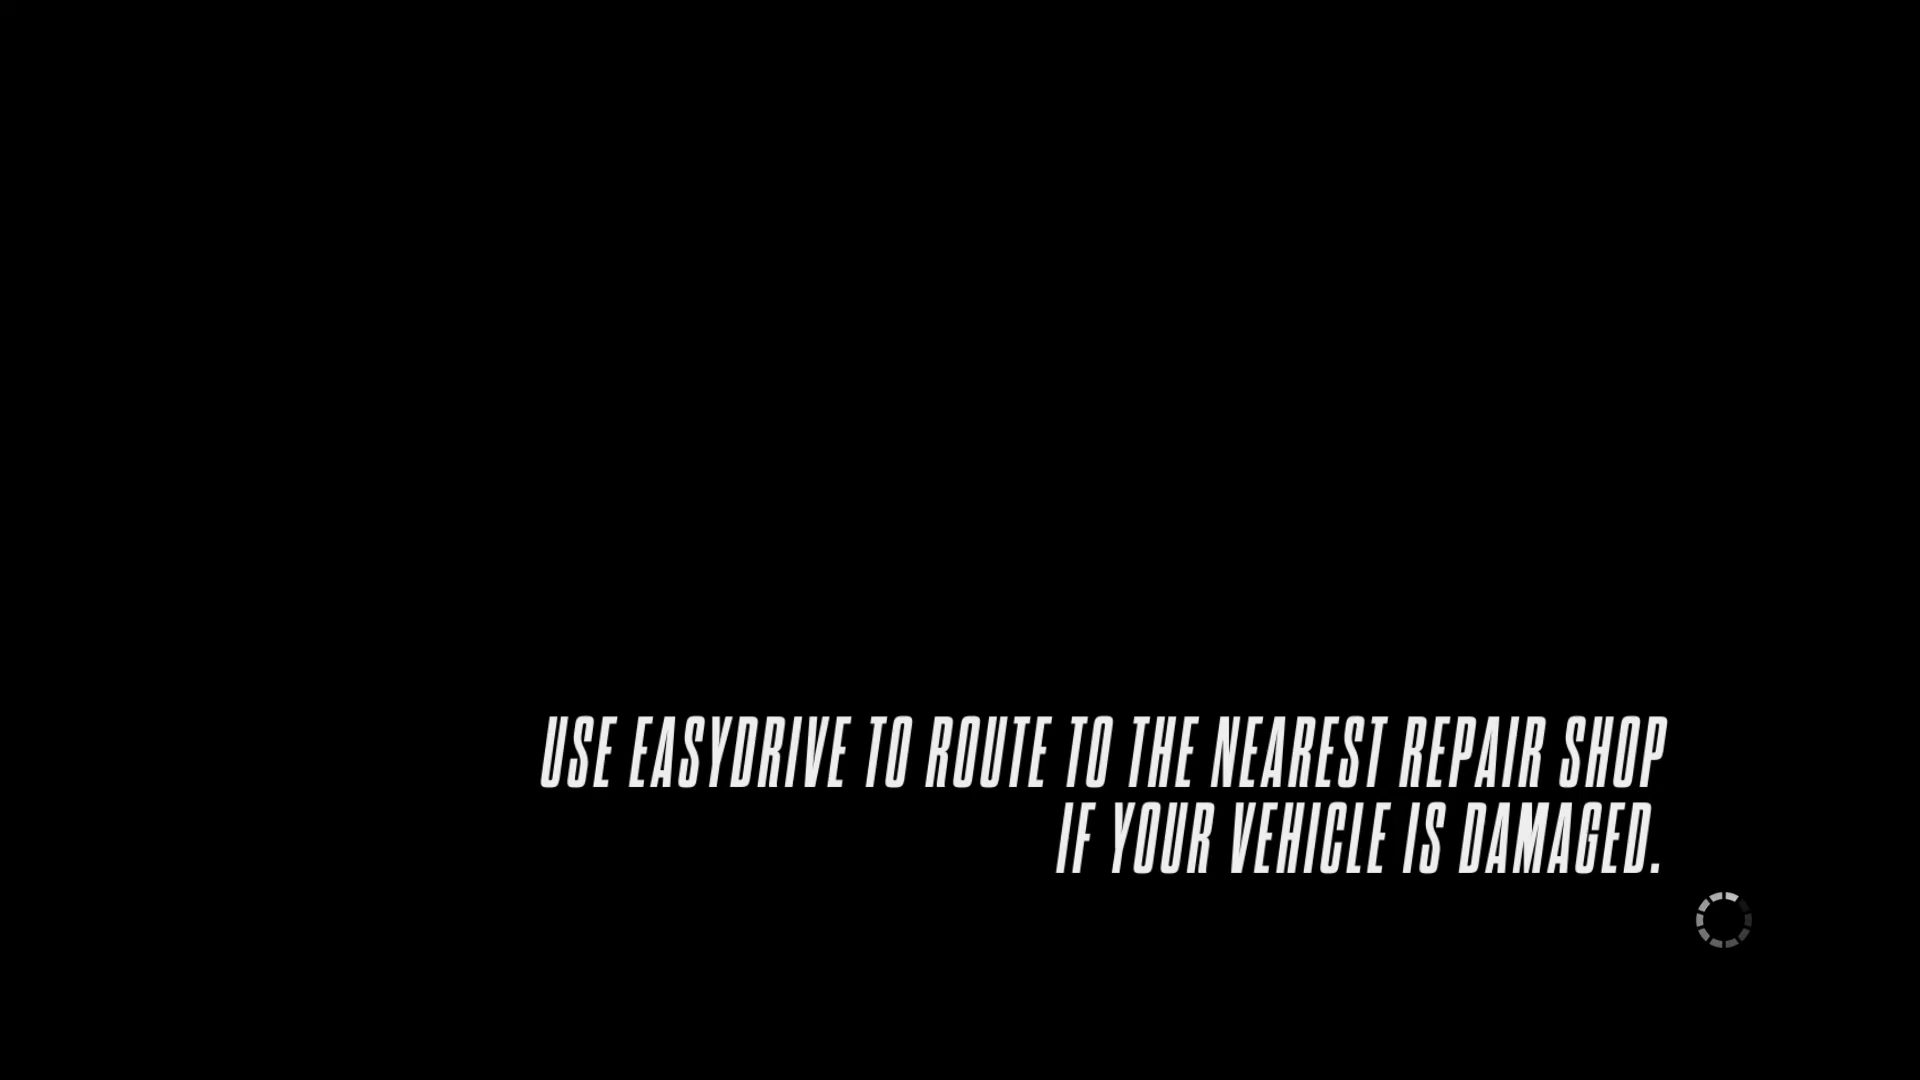 USE EASYDRIVE TO ROUTE TO THE NEAREST REPAIR SHOP
IF YOUR VEHICLE IS DAMAGED.